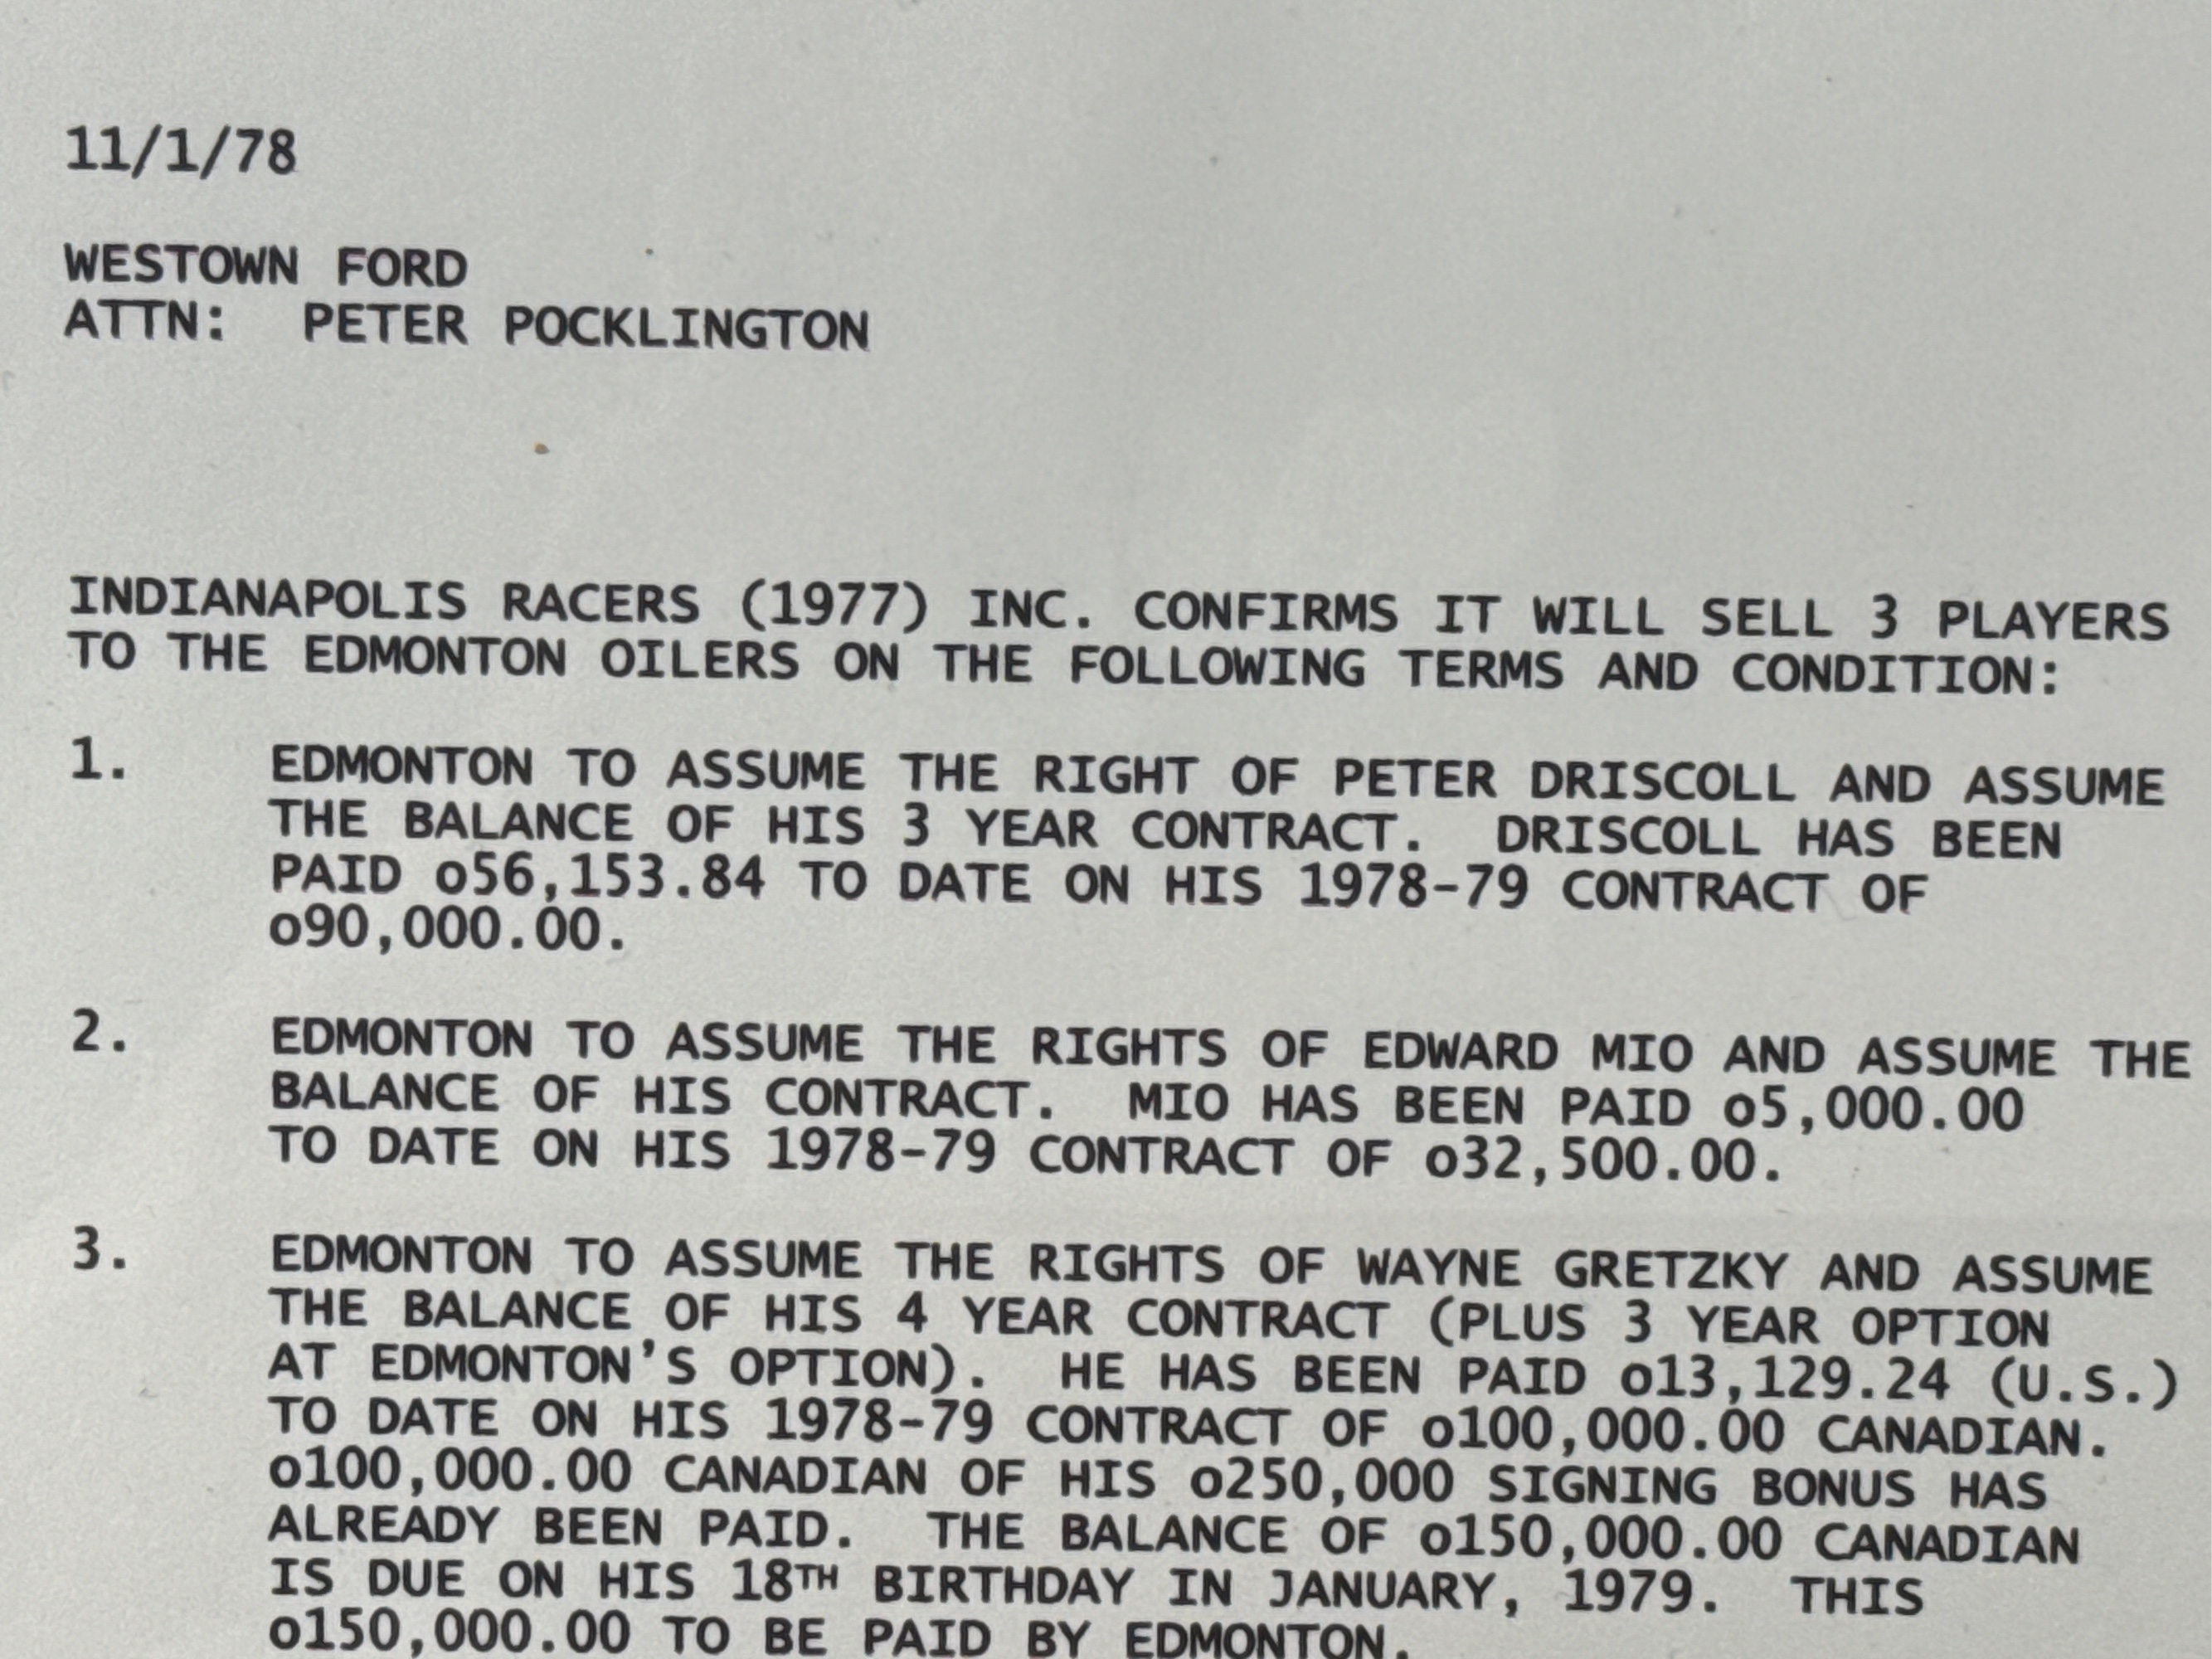 11/1/78
WESTOWN FORD
ATTN:  PETER POCKLINGTON
INDIANAPOLIS RACERS (1977) INC. CONFIRMS IT WILL SELL 3 PLAYERS
TO THE EDMONTON OILERS ON THE FOLLOWING TERMS AND CONDITION:
1. EDMONTON TO ASSUME THE RIGHT OF PETER DRISCOLL AND ASSUME
THE BALANCE OF HIS 3 YEAR CONTRACT.  DRISCOLL HAS BEEN
PAID o56,153.84 TO DATE ON HIS 1978-79 CONTRACT OF
o90,000.00.
2. EDMONTON TO ASSUME THE RIGHTS OF EDWARD MIO AND ASSUME THE
BALANCE OF HIS CONTRACT.  MIO HAS BEEN PAID o5,000.00
TO DATE ON HIS 1978-79 CONTRACT OF o32,500.00.
3. EDMONTON TO ASSUME THE RIGHTS OF WAYNE GRETZKY AND ASSUME
THE BALANCE OF HIS 4 YEAR CONTRACT (PLUS 3 YEAR OPTION
AT EDMONTON'S OPTION).  HE HAS BEEN PAID o13,129.24 (U.S.)
TO DATE ON HIS 1978-79 CONTRACT OF o100,000.00 CANADIAN.
o100,000.00 CANADIAN OF HIS o250,000 SIGNING BONUS HAS
ALREADY BEEN PAID.  THE BALANCE OF o150,000.00 CANADIAN
IS DUE ON HIS 18TH BIRTHDAY IN JANUARY, 1979.  THIS
o150,000.00 TO BE PAID BY EDMONTON.